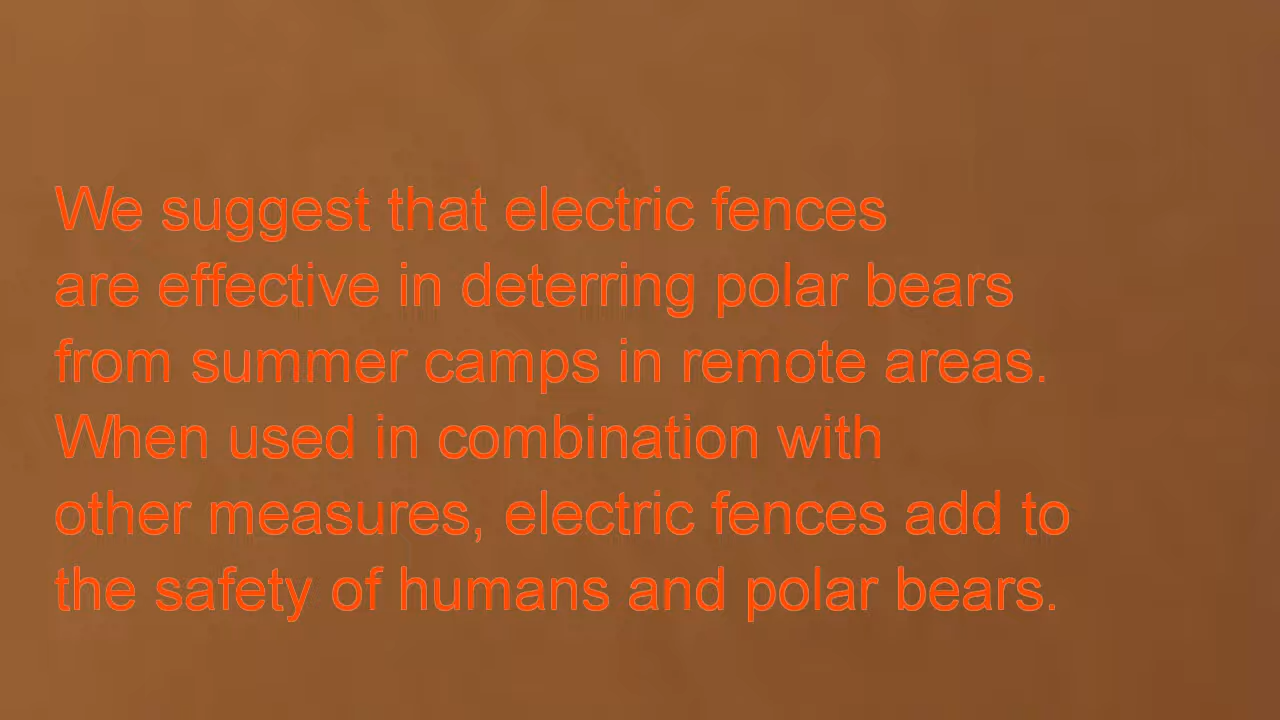 We suggest that electric fences
are effective in deterring polar bears
from summer camps in remote areas.
When used in combination with
other measures, electric fences add to
the safety of humans and polar bears.